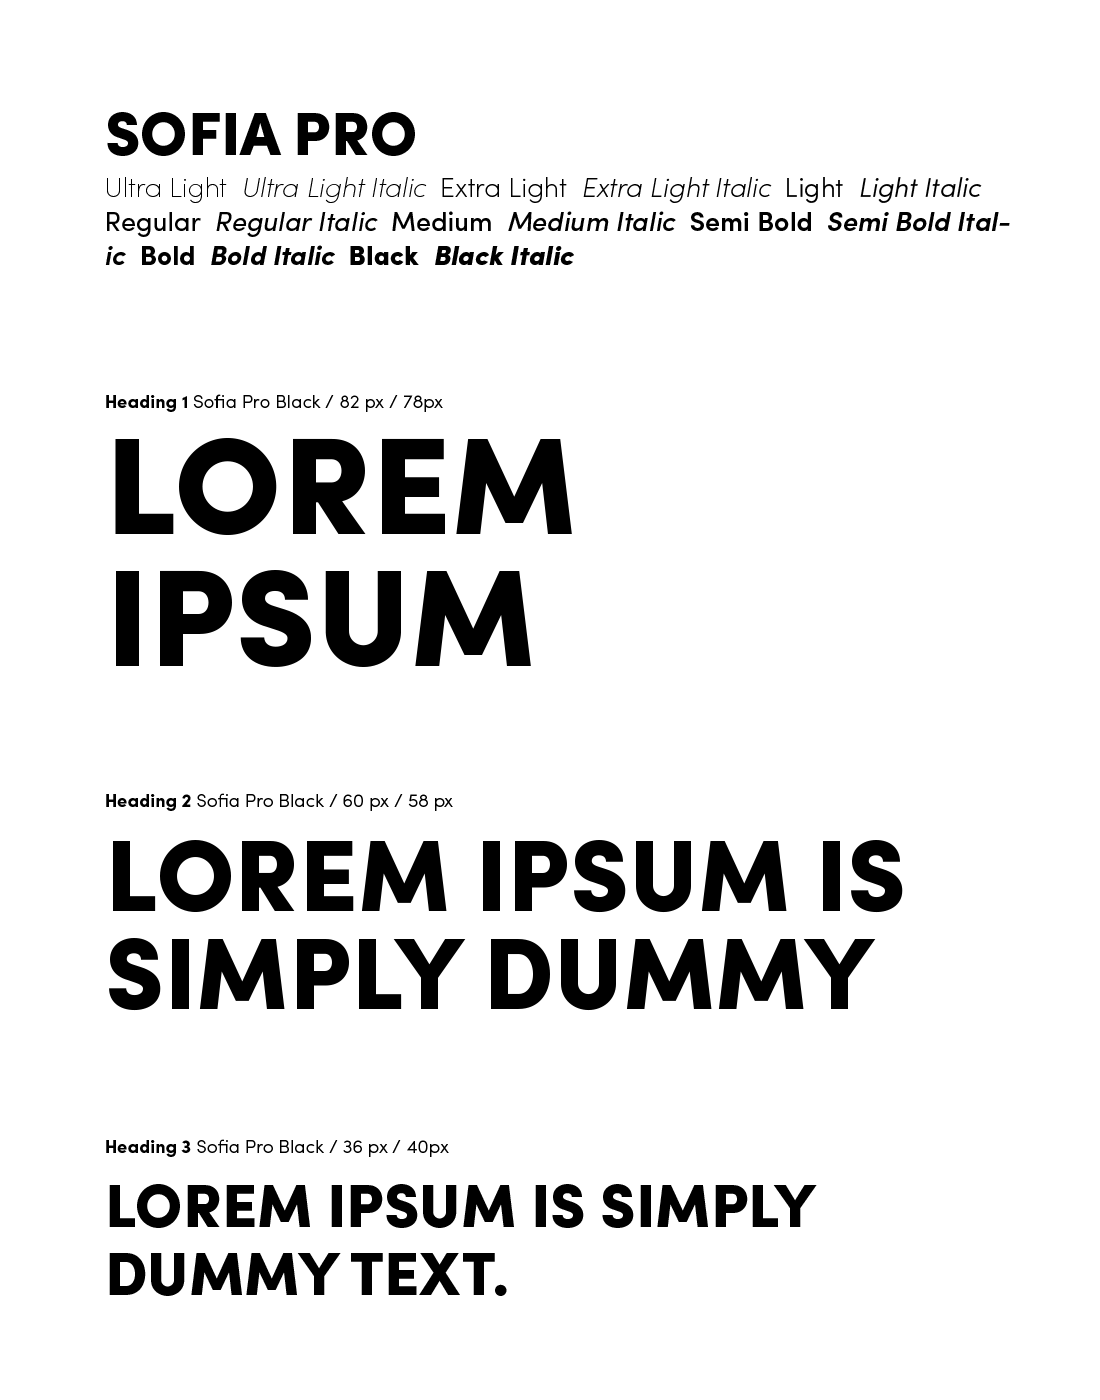 SOFIA PRO
Ultra Light Ultra Light Italic Extra Light Extra Light Italic Light Light Italic
Regular Regular Italic Medium Medium Italic Semi Bold Semi Bold Ital-
ic Bold Bold Italic Black Black Italic
Heading 1 Sofia Pro Black / 82 px / 78px
LOREM
IPSUM
Heading 2 Sofia Pro Black / 60 px / 58 px
LOREM IPSUM IS
SIMPLY DUMMY
Heading 3 Sofia Pro Black / 36 px / 40px
LOREM IPSUM IS SIMPLY
DUMMY TEXT.